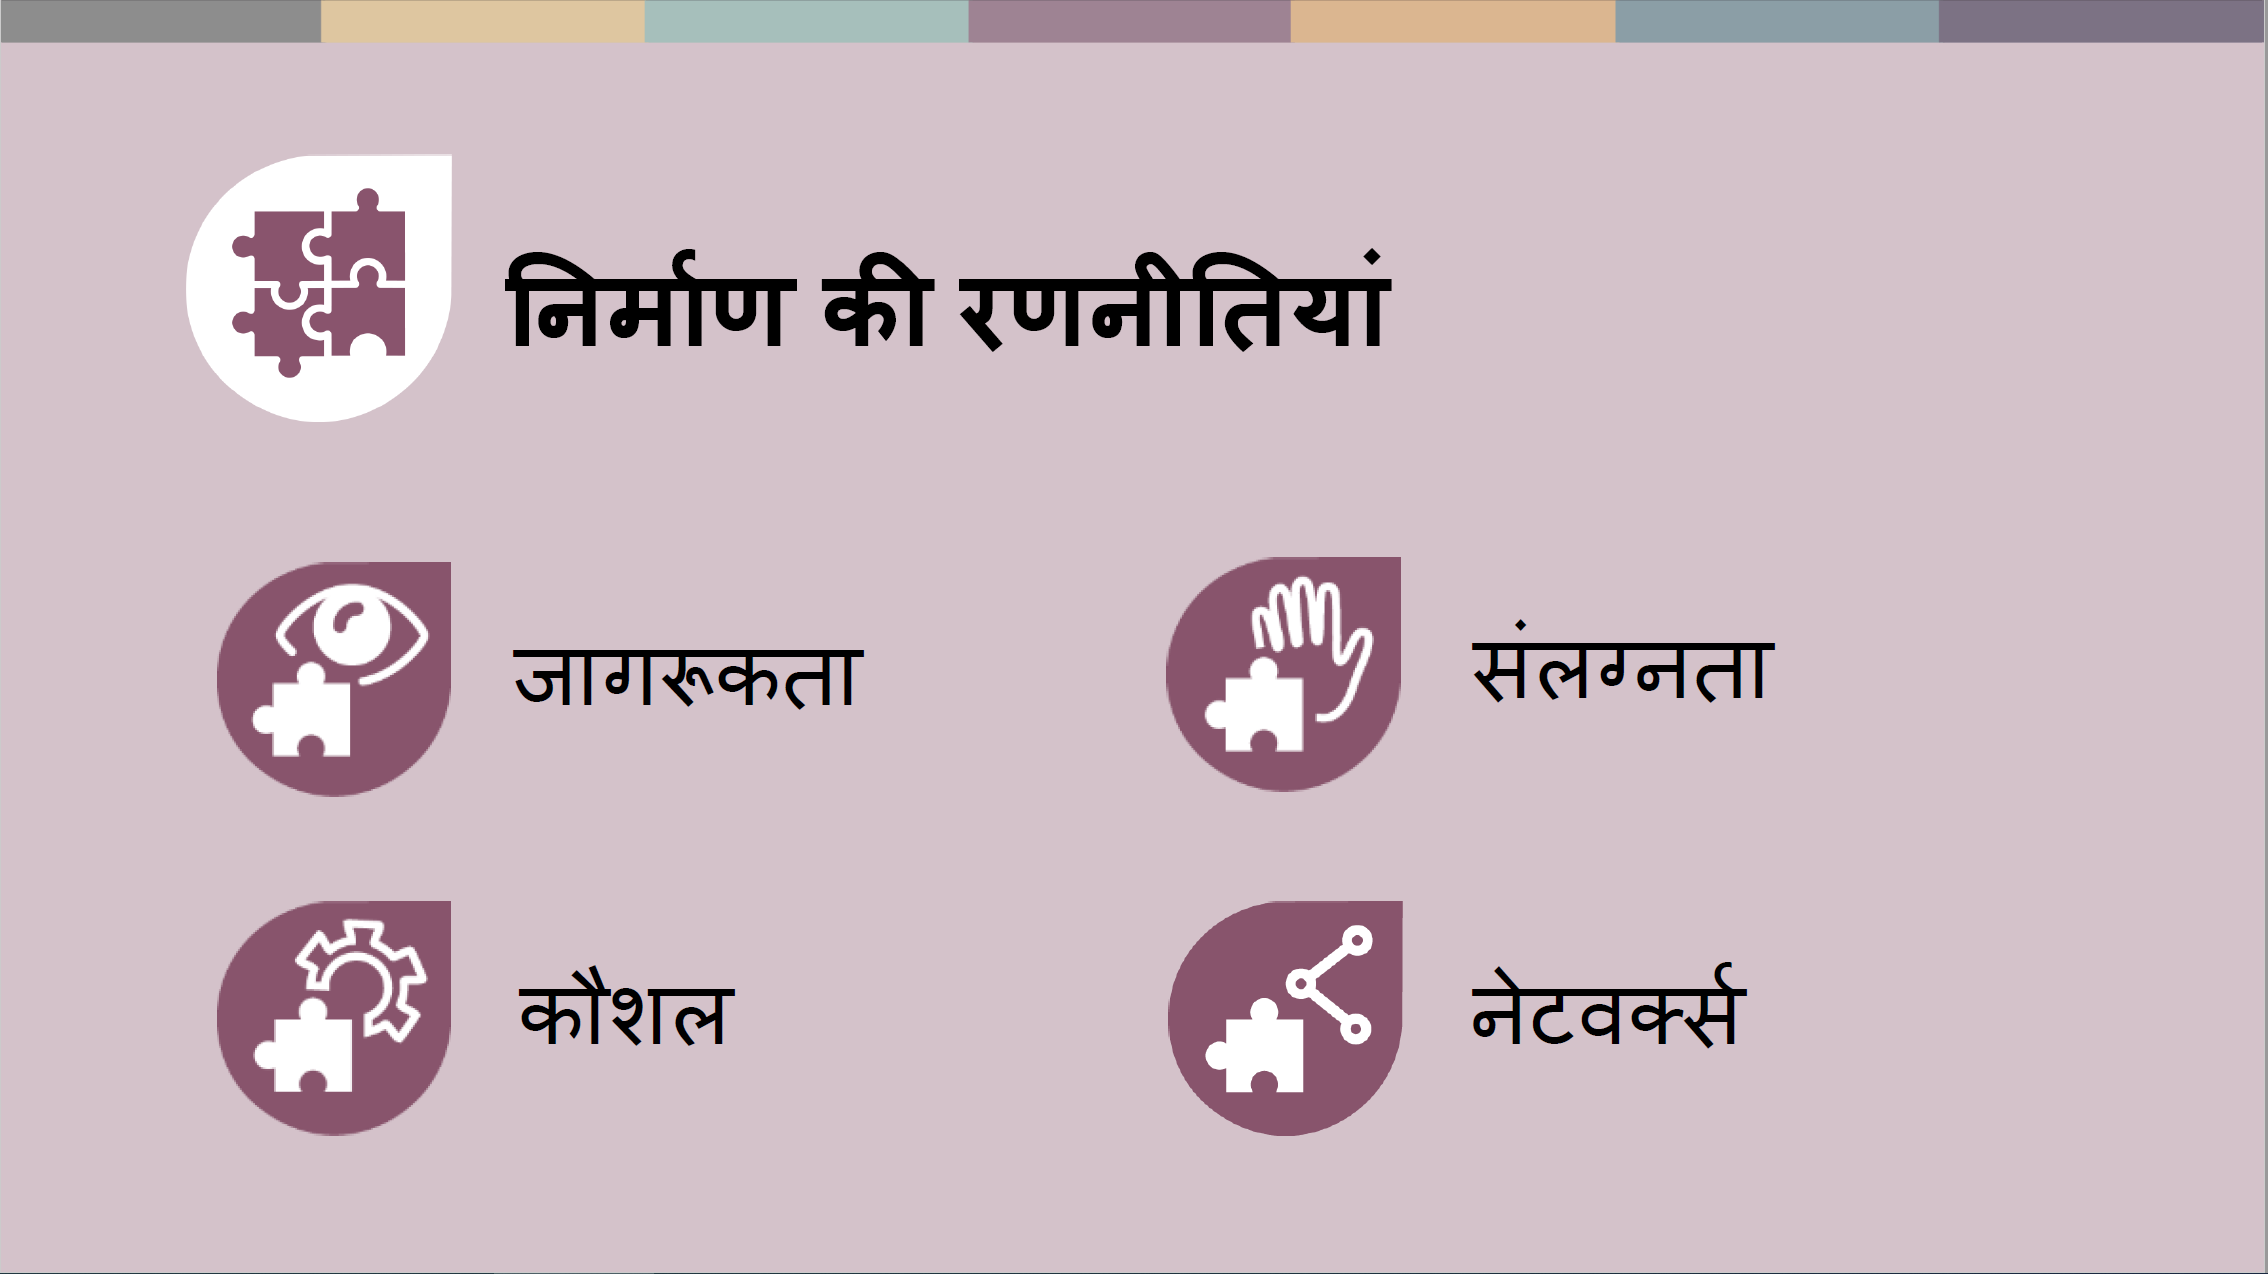 निर्माण की रणनीतियां
जागरूकता
संलग्नता
कौशल
नेटवर्क्स